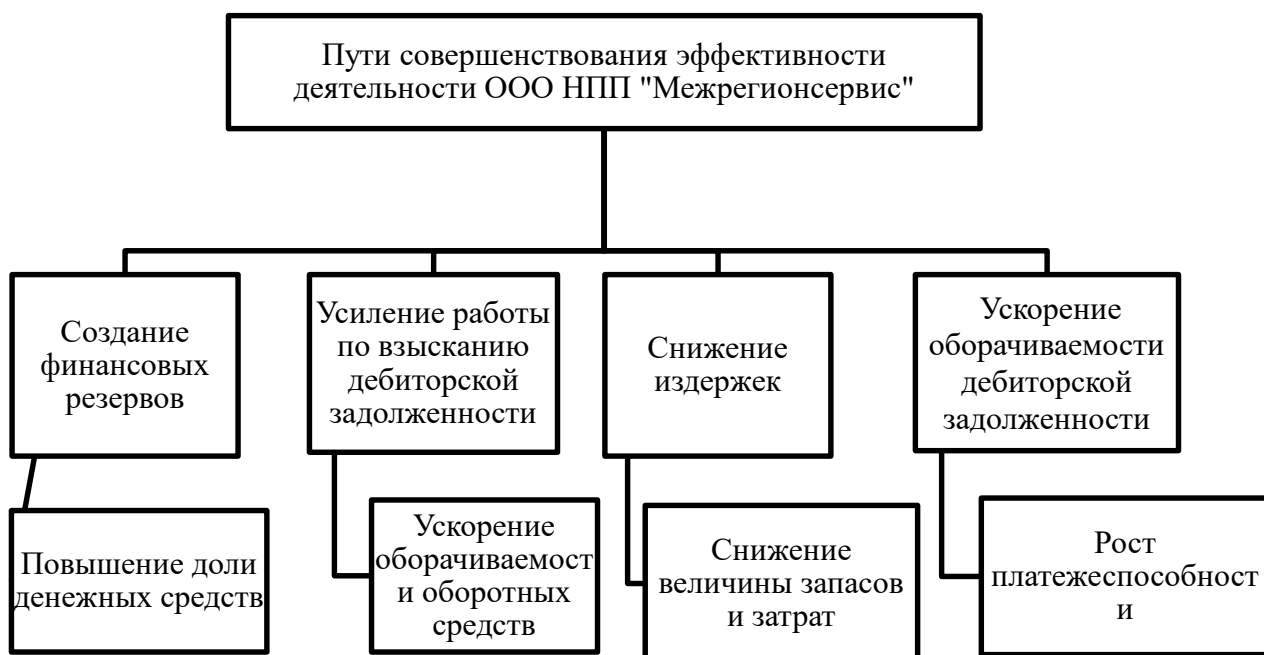 Пути совершенствования эффективности
деятельности ООО НПП "Межрегионсервис"
Создание
финансовых
резервов
Усиление работы
по взысканию
дебиторской
задолженности
Снижение
издержек
Ускорение
оборачиваемости
дебиторской
задолженности
Повышение доли
денежных средств
Ускорение
оборачиваемост
и оборотных
средств
Снижение
величины запасов
и затрат
Рост
платежеспособност
и